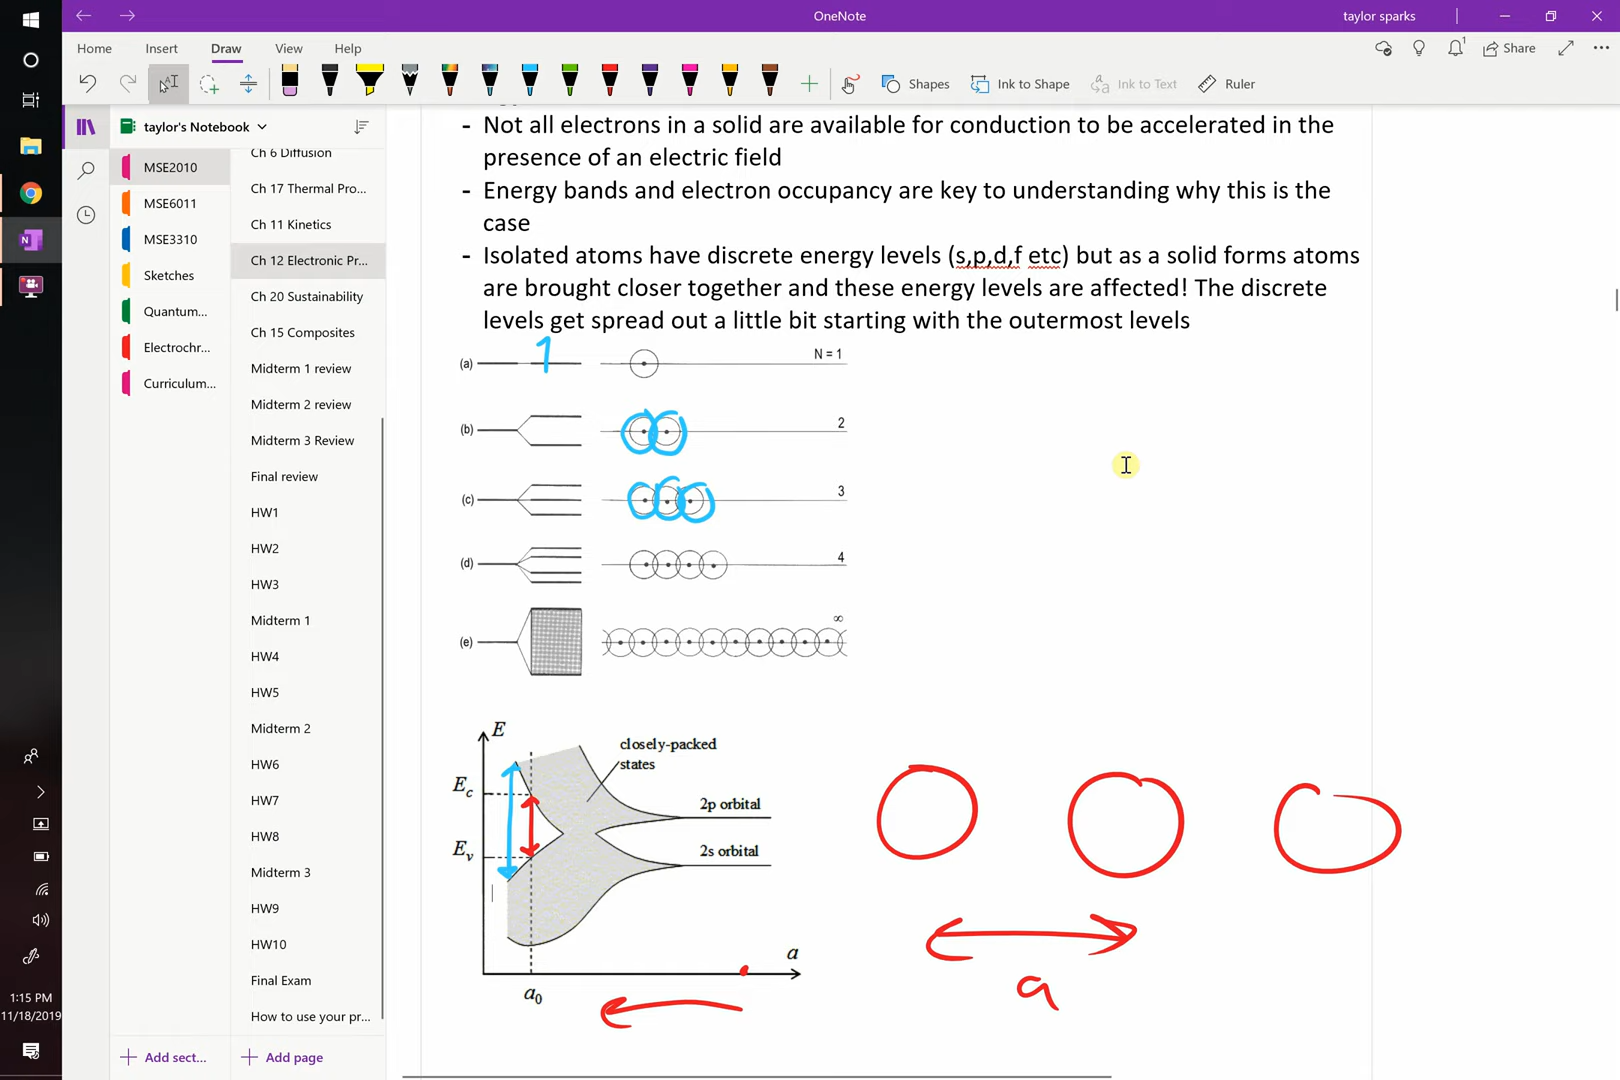 OneNote
taylor sparks
Home Insert Draw View Help
1
Share
Shapes Ink to Shape Ink to Text Ruler
taylor's Notebook
MSE2010
MSE6011
MSE3310
Sketches
Quantum...
Electrochr...
Curriculum...
Ch 6 Diffusion
Ch 17 Thermal Pro...
Ch 11 Kinetics
Ch 12 Electronic Pr...
Ch 20 Sustainability
Ch 15 Composites
Midterm 1 review
Midterm 2 review
Midterm 3 Review
Final review
HW1
HW2
HW3
Midterm 1
HW4
HW5
Midterm 2
HW6
HW7
HW8
Midterm 3
HW9
HW10
Final Exam
How to use your pr...
Add sect...
Add page
- Not all electrons in a solid are available for conduction to be accelerated in the
presence of an electric field
- Energy bands and electron occupancy are key to understanding why this is the
case
- Isolated atoms have discrete energy levels (s,p,d,f etc) but as a solid forms atoms
are brought closer together and these energy levels are affected! The discrete
levels get spread out a little bit starting with the outermost levels
(a) 1 N = 1
(b) 2
(c) 3
(d) 4
(e) ∞
E
closely-packed
states
Ec
2p orbital
Ev
2s orbital
a
a0
a
1:15 PM
11/18/2019